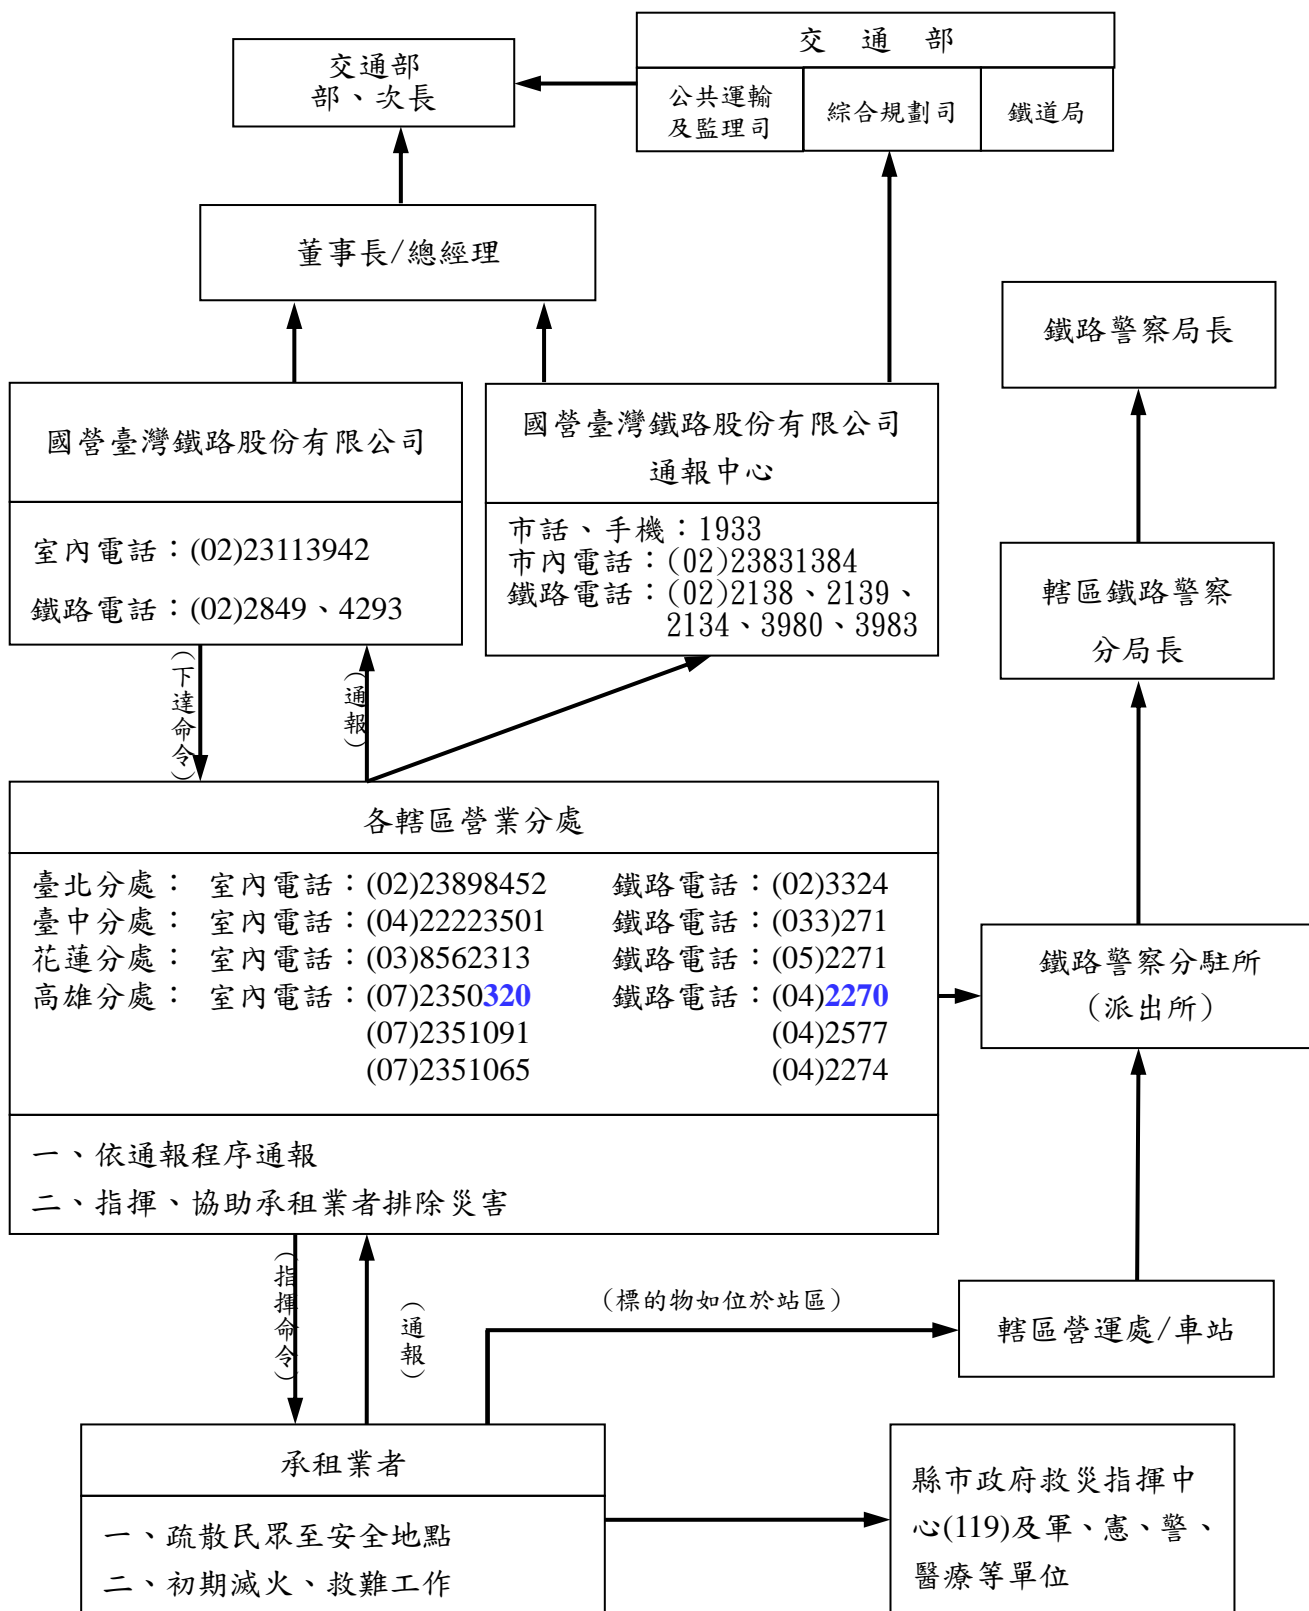 交通部
交通部
部、次長
公共運輸
及監理司
綜合規劃司
鐵道局
董事長/總經理
鐵路警察局長
國營臺灣鐵路股份有限公司
室內電話：(02)23113942
鐵路電話：(02)2849、4293
國營臺灣鐵路股份有限公司
通報中心
市話、手機：1933
市內電話：(02)23831384
鐵路電話：(02)2138、2139、
2134、3980、3983
轄區鐵路警察
分局長
(下達命令)
(通報)
各轄區營業分處
臺北分處： 室內電話：(02)23898452 鐵路電話：(02)3324
臺中分處： 室內電話：(04)22223501 鐵路電話：(033)271
花蓮分處： 室內電話：(03)8562313 鐵路電話：(05)2271
高雄分處： 室內電話：(07)2350320 鐵路電話：(04)2270
(07)2351091 (04)2577
(07)2351065 (04)2274
一、依通報程序通報
二、指揮、協助承租業者排除災害
鐵路警察分駐所
(派出所)
(指揮命令)
(通報)
(標的物如位於站區)
轄區營運處/車站
承租業者
一、疏散民眾至安全地點
二、初期滅火、救難工作
縣市政府救災指揮中
心(119)及軍、憲、警、
醫療等單位